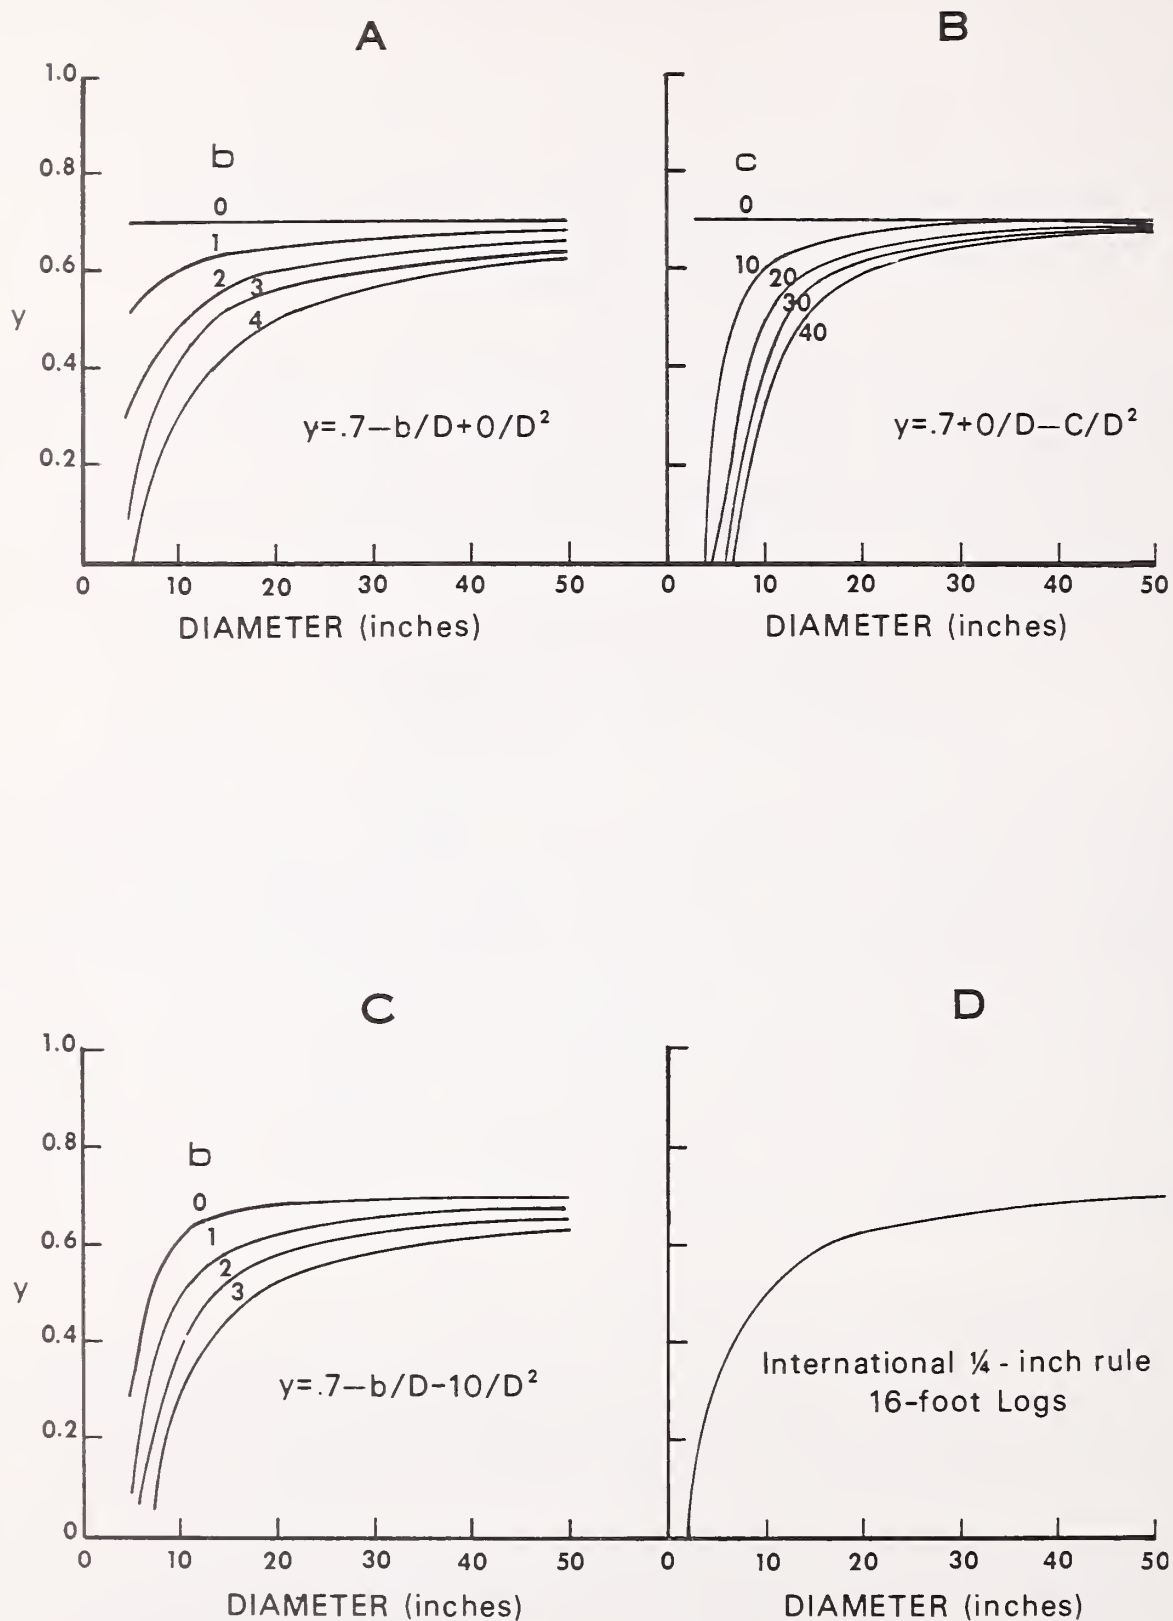 A
1.0
0.8
0.6
0.4
0.2
y
b
0
1
2
3
4
y=.7—b/D+0/D²
0 10 20 30 40 50
DIAMETER (inches)
B
c
0
10
20
30
40
y=.7+0/D—C/D²
0 10 20 30 40 50
DIAMETER (inches)
C
1.0
0.8
0.6
0.4
0.2
0
y
b
0
1
2
3
y=.7—b/D-10/D²
0 10 20 30 40 50
DIAMETER (inches)
D
International ¼ - inch rule
16-foot Logs
0 10 20 30 40 50
DIAMETER (inches)